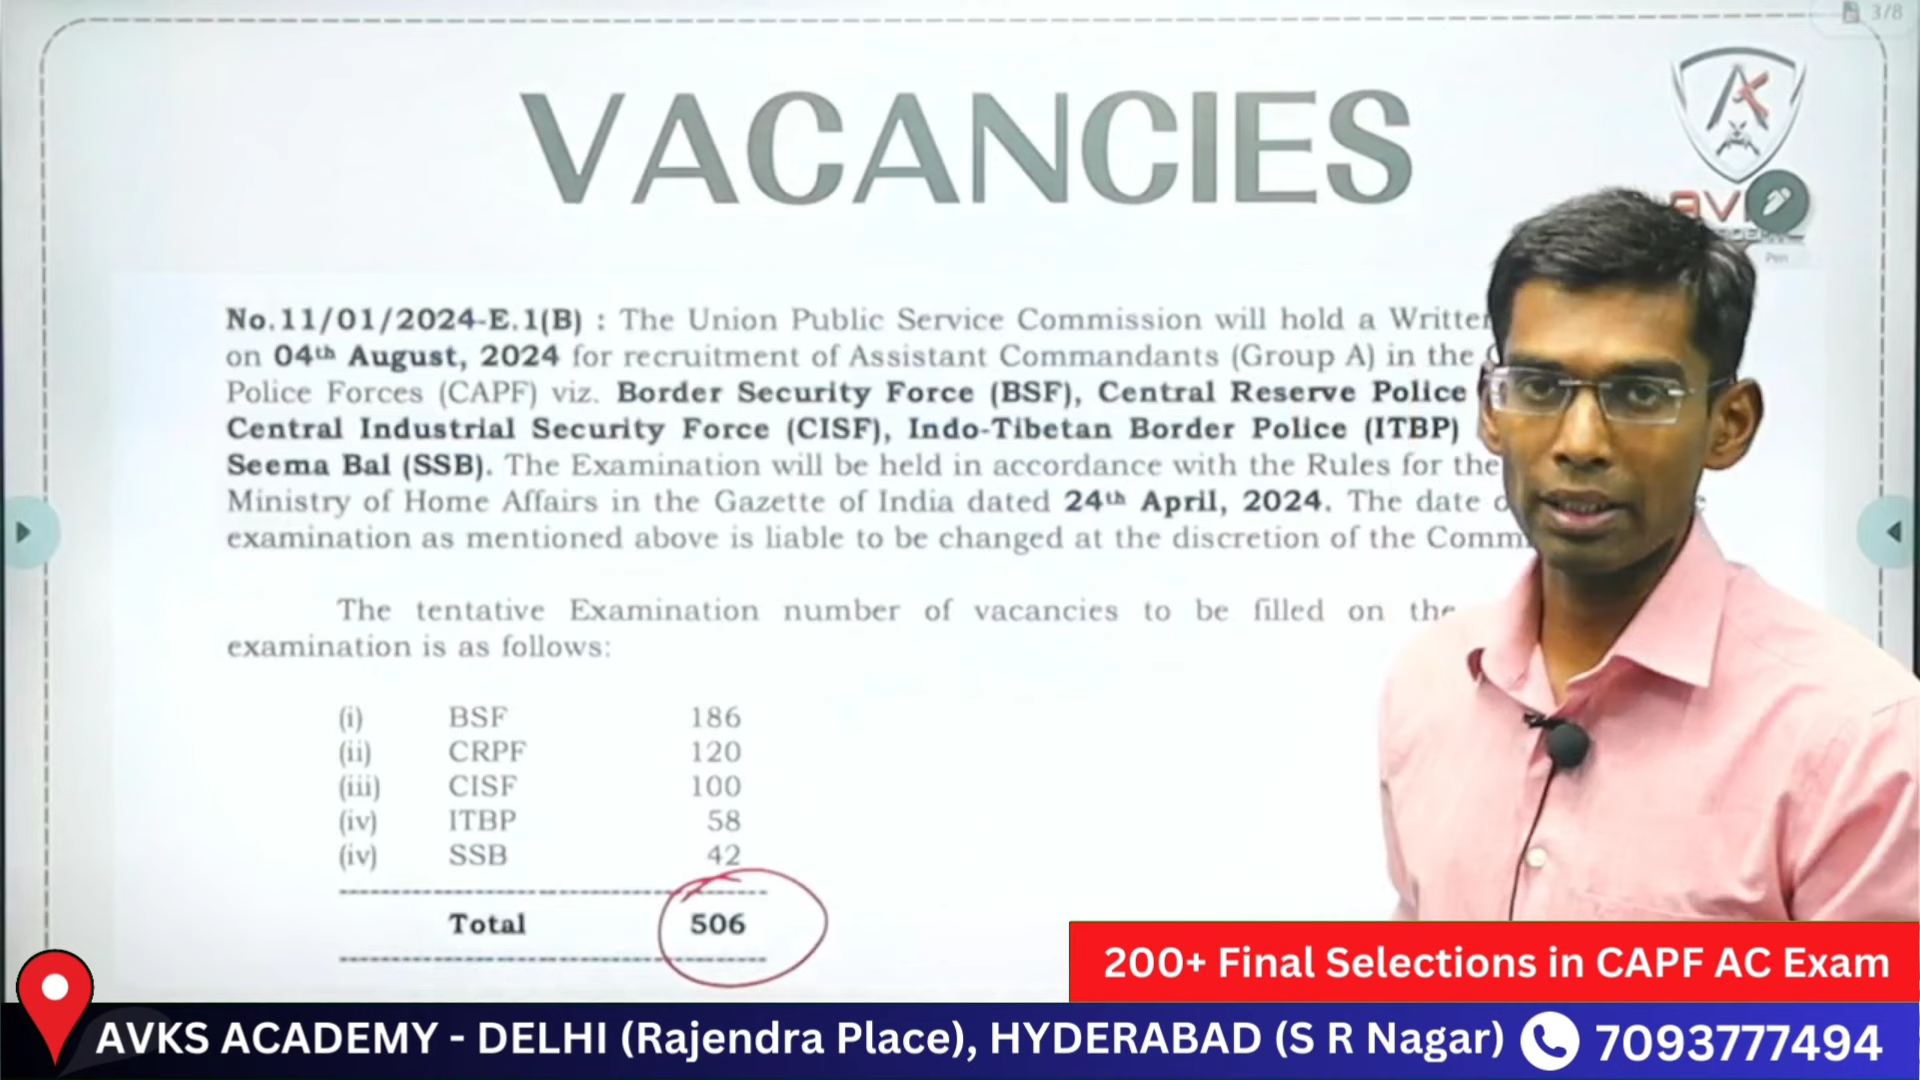 3/8
VACANCIES
AV
Pen
No.11/01/2024-E.1(B) : The Union Public Service Commission will hold a Written
on 04th August, 2024 for recruitment of Assistant Commandants (Group A) in the
Police Forces (CAPF) viz. Border Security Force (BSF), Central Reserve Police
Central Industrial Security Force (CISF), Indo-Tibetan Border Police (ITBP)
Seema Bal (SSB). The Examination will be held in accordance with the Rules for the
Ministry of Home Affairs in the Gazette of India dated 24th April, 2024. The date
examination as mentioned above is liable to be changed at the discretion of the Comm
The tentative Examination number of vacancies to be filled on the
examination is as follows:
(i) BSF 186
(ii) CRPF 120
(iii) CISF 100
(iv) ITBP 58
(iv) SSB 42
Total 506
200+ Final Selections in CAPF AC Exam
AVKS ACADEMY - DELHI (Rajendra Place), HYDERABAD (S R Nagar) 7093777494